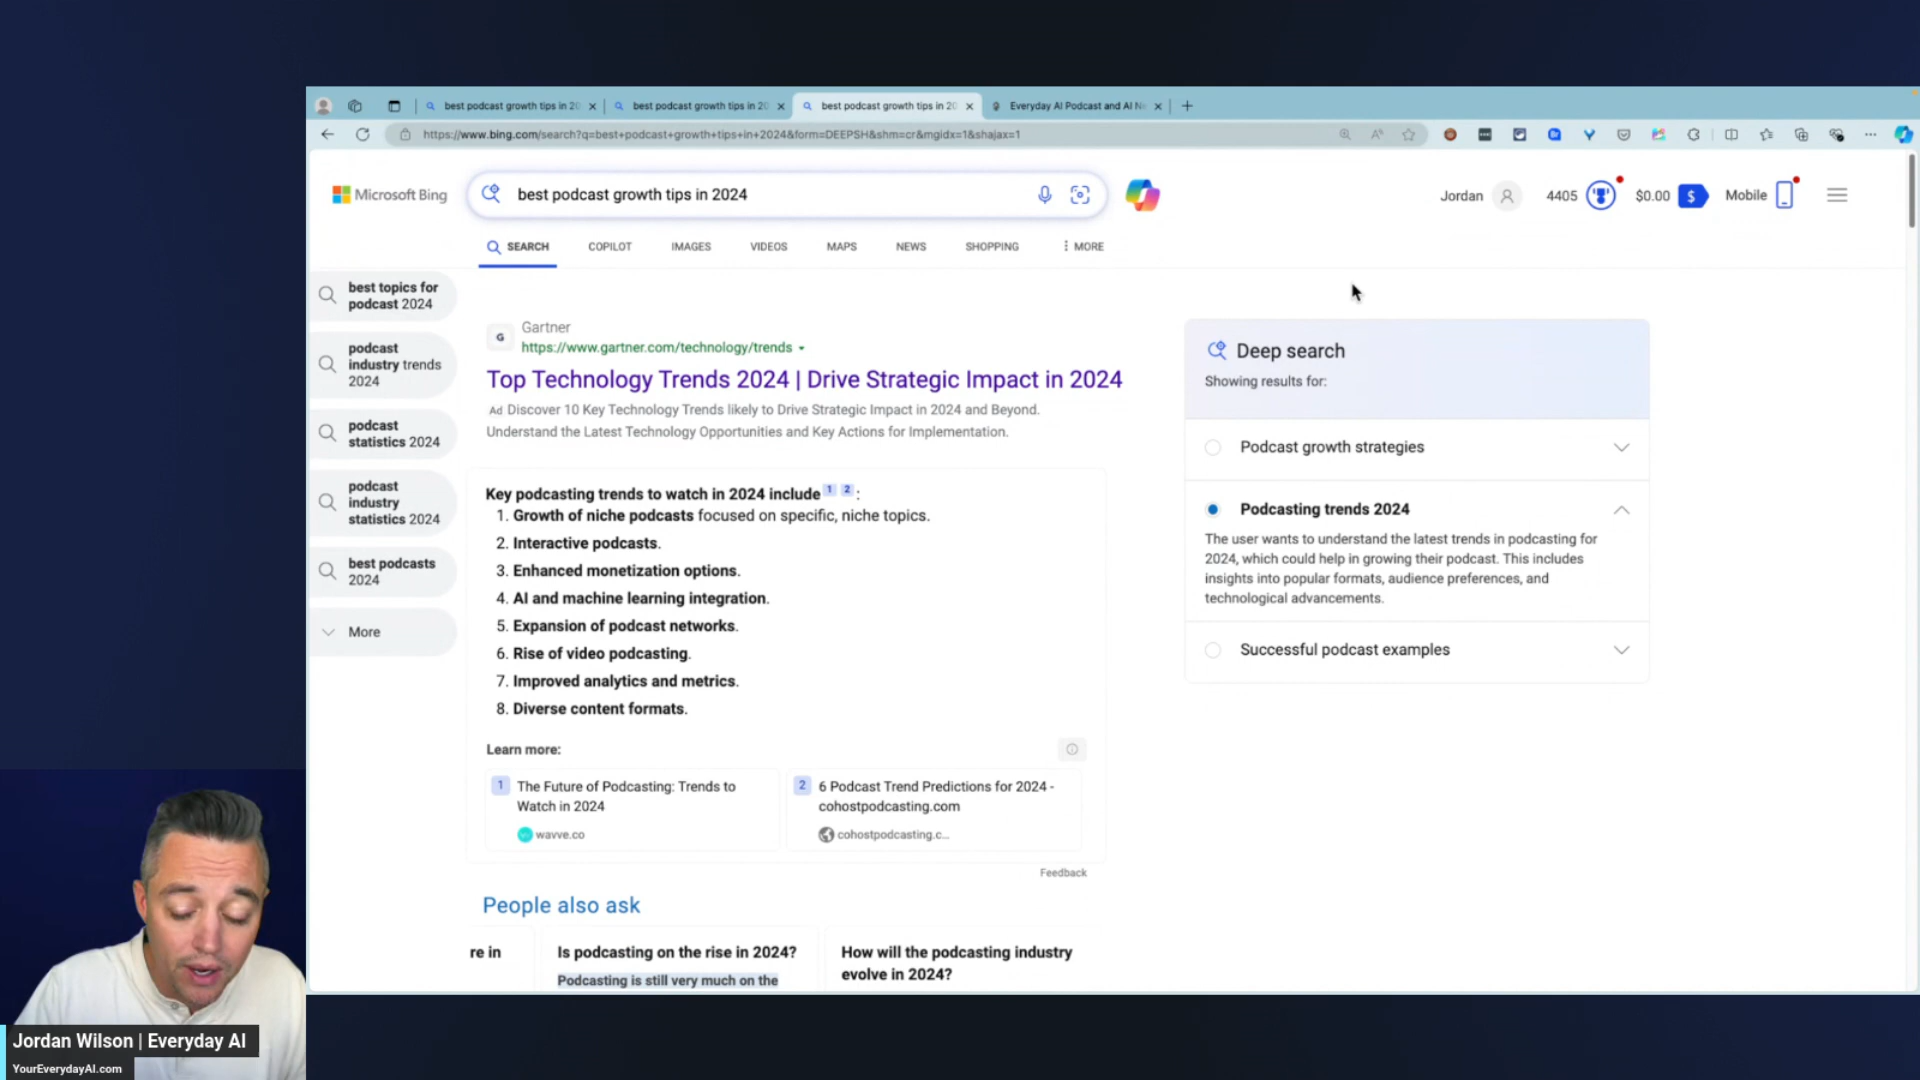 best podcast growth tips in 20
best podcast growth tips in 20
best podcast growth tips in 20
Everyday AI Podcast and AI Ne
https://www.bing.com/search?q=best+podcast+growth+tips+in+2024&form=DEEPSH&shm=cr&mgidx=1&shajax=1
Microsoft Bing
best podcast growth tips in 2024
Jordan
4405
$0.00
$
Mobile
SEARCH
COPILOT
IMAGES
VIDEOS
MAPS
NEWS
SHOPPING
MORE
best topics for
podcast 2024
podcast
industry trends
2024
podcast
statistics 2024
podcast
industry
statistics 2024
best podcasts
2024
More
G
Gartner
https://www.gartner.com/technology/trends
Top Technology Trends 2024 | Drive Strategic Impact in 2024
Ad Discover 10 Key Technology Trends likely to Drive Strategic Impact in 2024 and Beyond.
Understand the Latest Technology Opportunities and Key Actions for Implementation.
Key podcasting trends to watch in 2024 include 1 2 :
1. Growth of niche podcasts focused on specific, niche topics.
2. Interactive podcasts.
3. Enhanced monetization options.
4. AI and machine learning integration.
5. Expansion of podcast networks.
6. Rise of video podcasting.
7. Improved analytics and metrics.
8. Diverse content formats.
Learn more:
1 The Future of Podcasting: Trends to
Watch in 2024
wavve.co
2 6 Podcast Trend Predictions for 2024 -
cohostpodcasting.com
cohostpodcasting.c...
Feedback
People also ask
re in
Is podcasting on the rise in 2024?
Podcasting is still very much on the
How will the podcasting industry
evolve in 2024?
Deep search
Showing results for:
Podcast growth strategies
Podcasting trends 2024
The user wants to understand the latest trends in podcasting for
2024, which could help in growing their podcast. This includes
insights into popular formats, audience preferences, and
technological advancements.
Successful podcast examples
Jordan Wilson | Everyday AI
YourEverydayAI.com